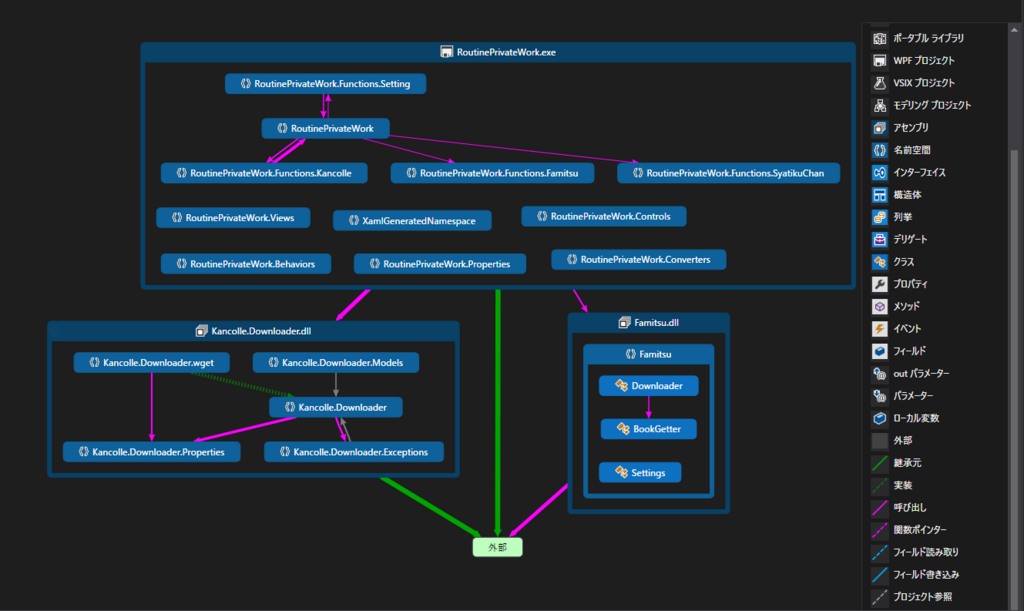 RoutinePrivateWork.exe
RoutinePrivateWork.Functions.Setting
RoutinePrivateWork
RoutinePrivateWork.Functions.Kancolle
RoutinePrivateWork.Functions.Famitsu
RoutinePrivateWork.Functions.SyatikuChan
RoutinePrivateWork.Views
XamlGeneratedNamespace
RoutinePrivateWork.Controls
RoutinePrivateWork.Behaviors
RoutinePrivateWork.Properties
RoutinePrivateWork.Converters
Kancolle.Downloader.dll
Kancolle.Downloader.wget
Kancolle.Downloader.Models
Kancolle.Downloader
Kancolle.Downloader.Properties
Kancolle.Downloader.Exceptions
Famitsu.dll
Famitsu
Downloader
BookGetter
Settings
外部
ポータブル ライブラリ
WPF プロジェクト
VSIX プロジェクト
モデリング プロジェクト
アセンブリ
名前空間
インターフェイス
構造体
列挙
デリゲート
クラス
プロパティ
メソッド
イベント
フィールド
out パラメーター
パラメーター
ローカル変数
外部
継承元
実装
呼び出し
関数ポインター
フィールド読み取り
フィールド書き込み
プロジェクト参照